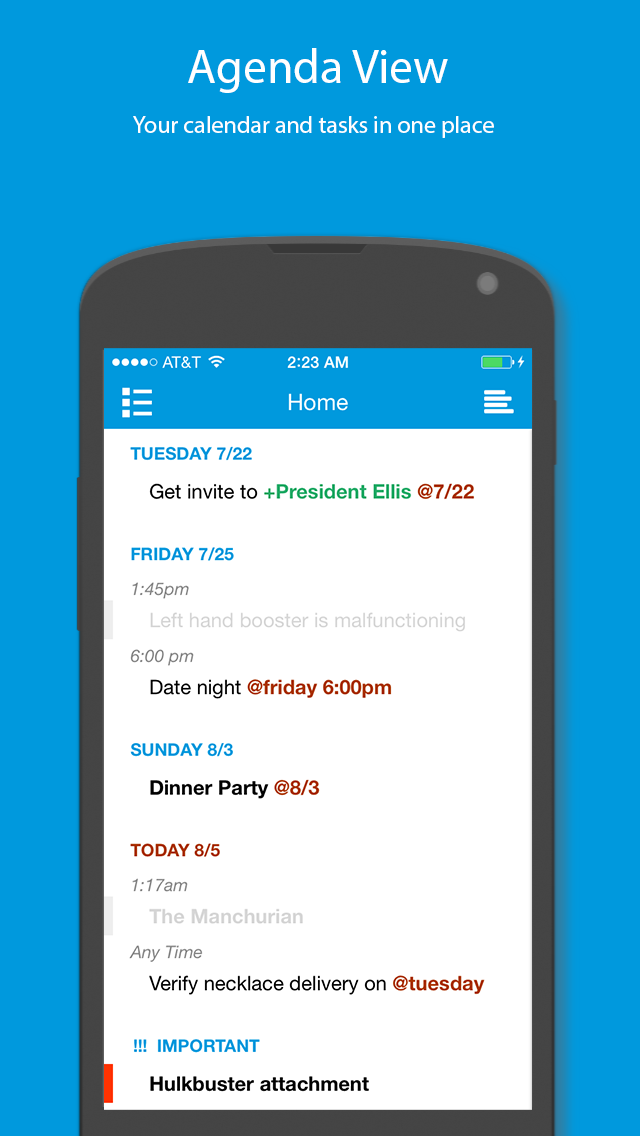 Agenda View
Your calendar and tasks in one place
AT&T 2:23 AM
Home
TUESDAY 7/22
Get invite to +President Ellis @7/22
FRIDAY 7/25
1:45pm
Left hand booster is malfunctioning
6:00 pm
Date night @friday 6:00pm
SUNDAY 8/3
Dinner Party @8/3
TODAY 8/5
1:17am
The Manchurian
Any Time
Verify necklace delivery on @tuesday
!!! IMPORTANT
Hulkbuster attachment